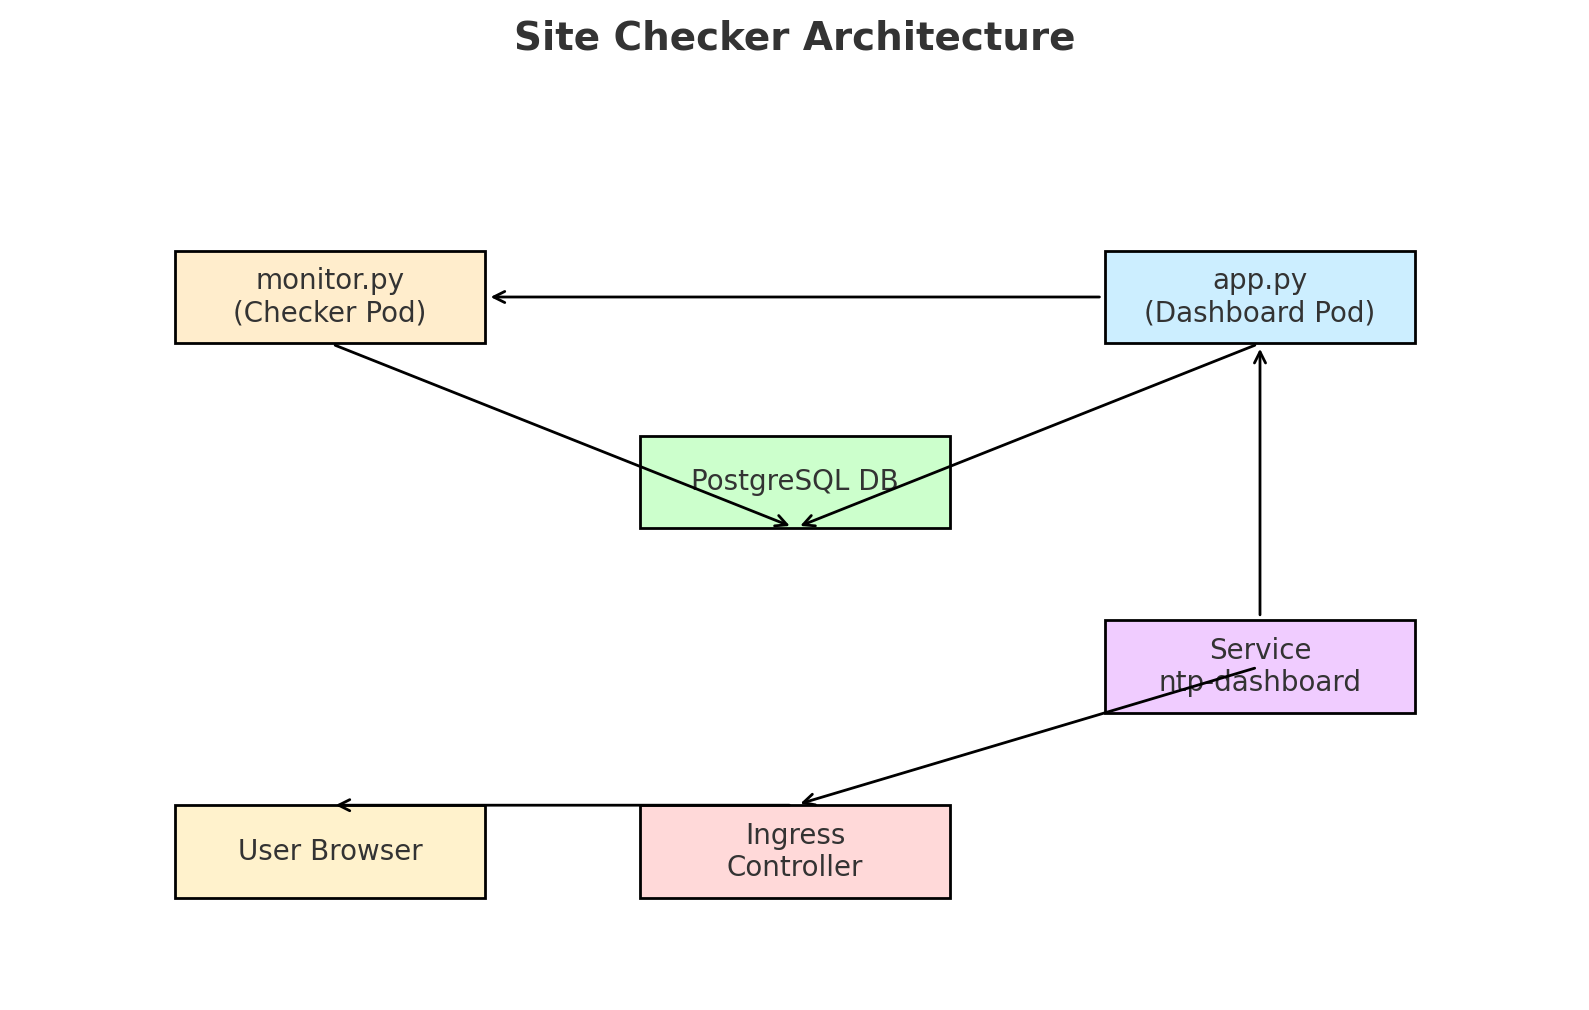 Site Checker Architecture
monitor.py
(Checker Pod)
app.py
(Dashboard Pod)
PostgreSQL DB
Service
ntp-dashboard
User Browser
Ingress
Controller